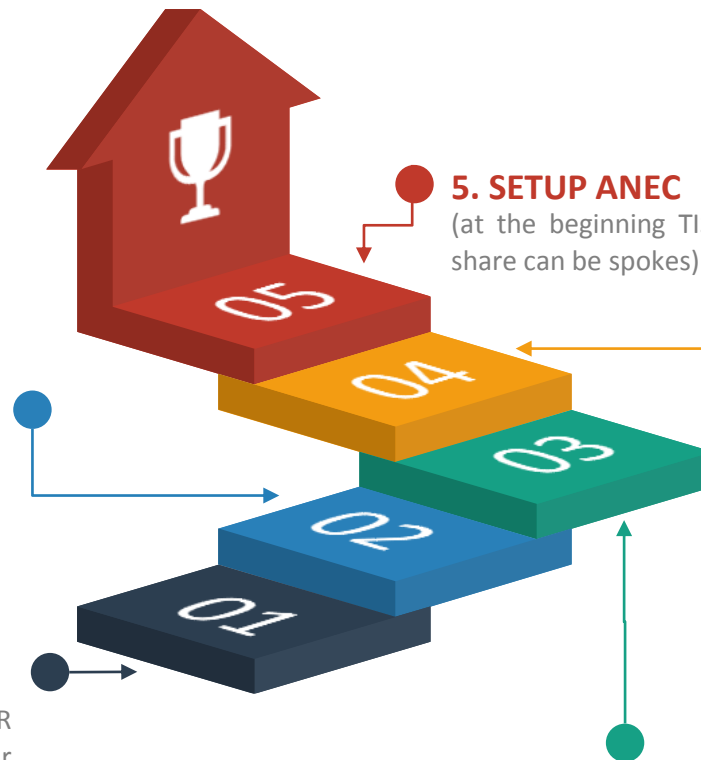 5. SETUP ANEC
(at the beginning TI
share can be spokes)
05
04
03
02
01
R
r